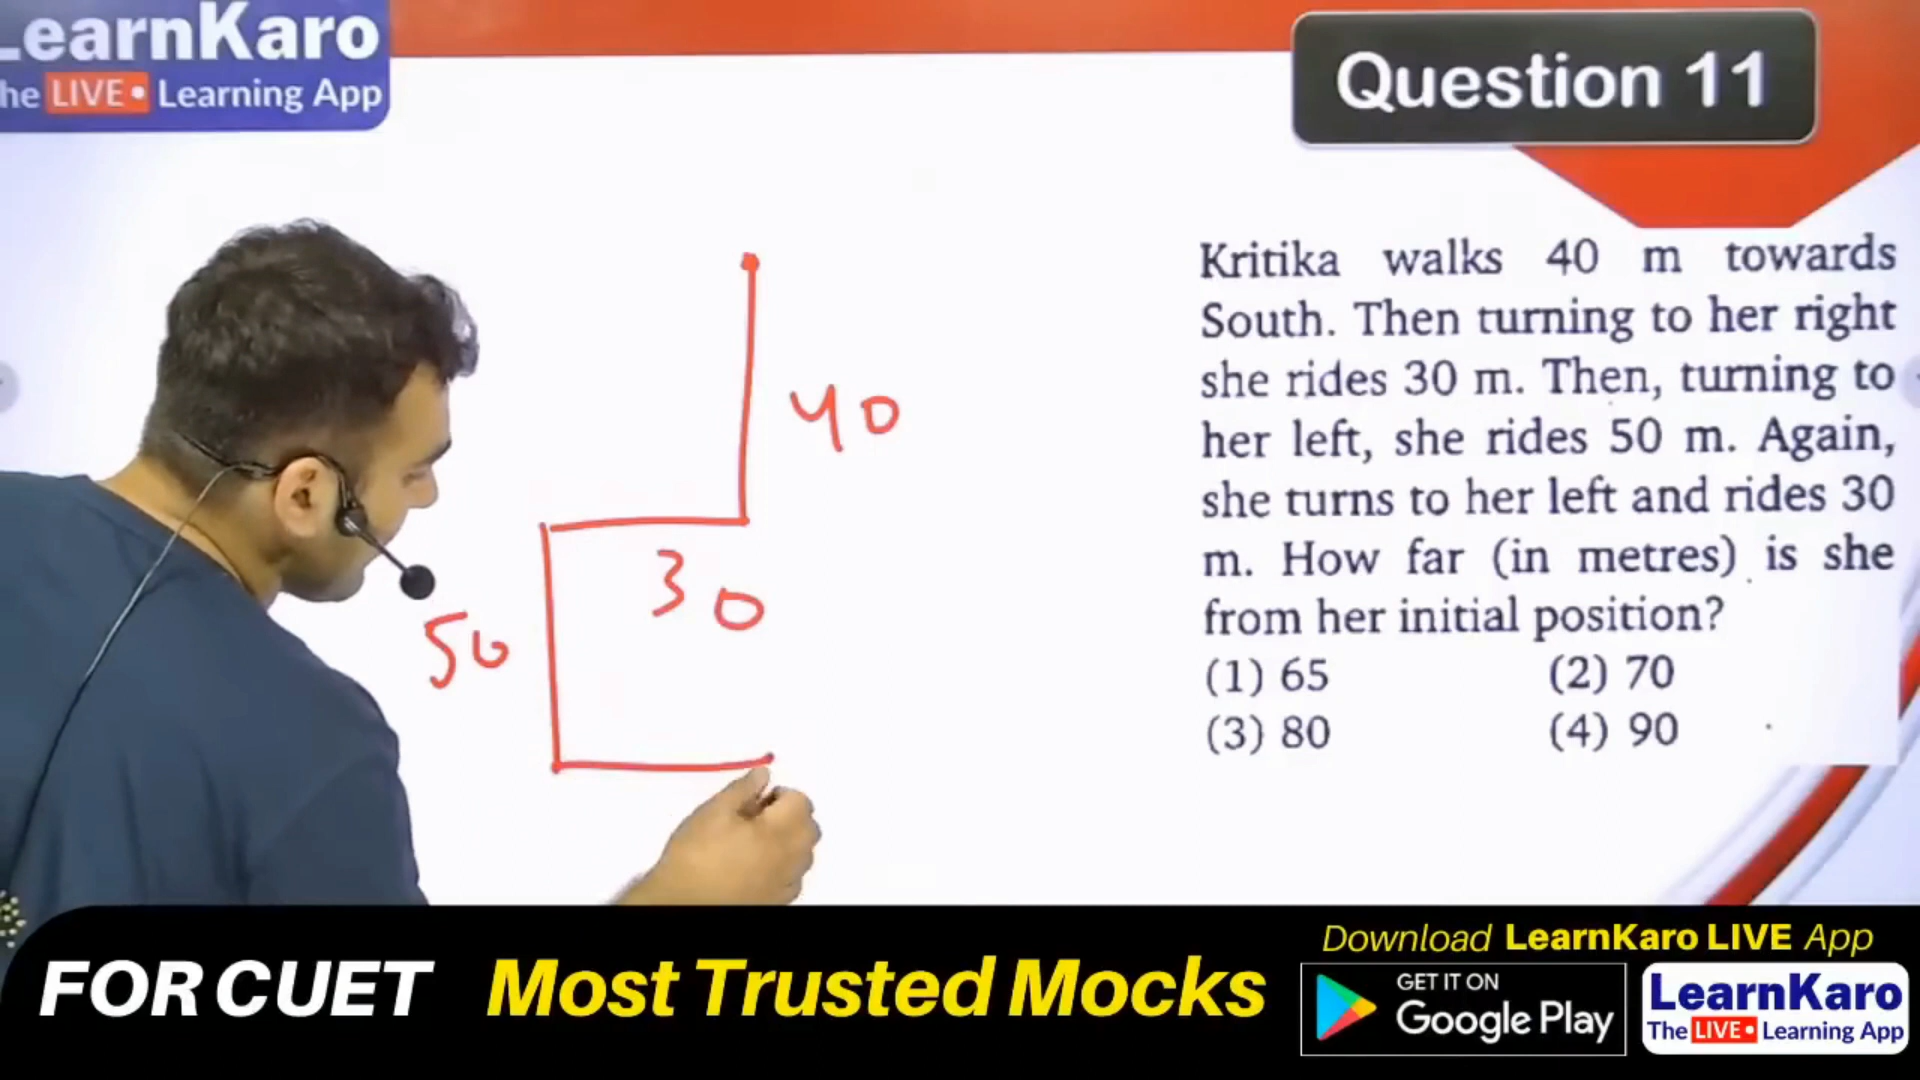 LearnKaro
The LIVE • Learning App
Question 11
Kritika walks 40 m towards
South. Then turning to her right
she rides 30 m. Then, turning to
her left, she rides 50 m. Again,
she turns to her left and rides 30
m. How far (in metres) is she
from her initial position?
(1) 65 (2) 70
(3) 80 (4) 90
40
30
50
FOR CUET Most Trusted Mocks
Download LearnKaro LIVE App
GET IT ON
Google Play
LearnKaro
The LIVE • Learning App